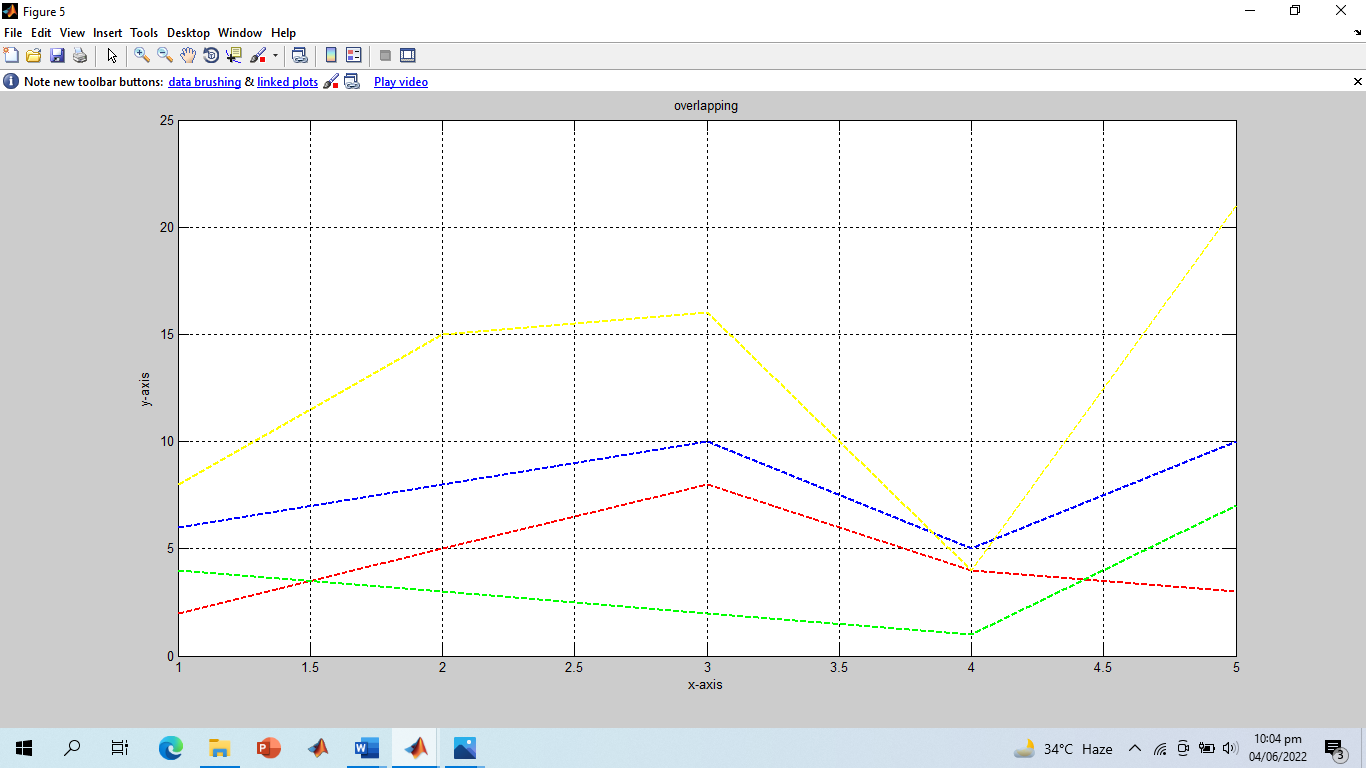 Figure 5
File Edit View Insert Tools Desktop Window Help
Note new toolbar buttons: data brushing & linked plots Play video
overlapping
25
20
15
10
5
0
y-axis
1 1.5 2 2.5 3 3.5 4 4.5 5
x-axis
34°C Haze
10:04 pm
04/06/2022
3